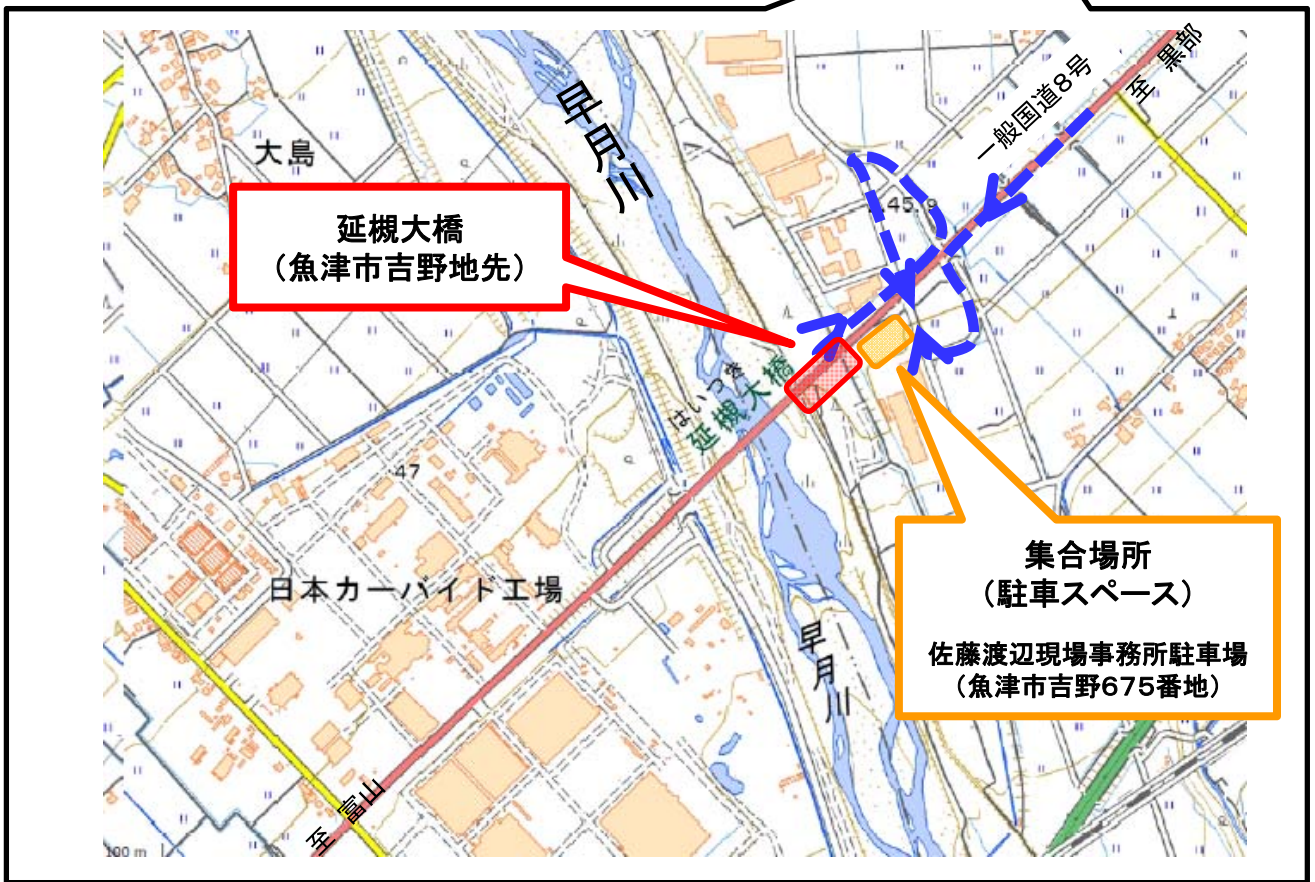 至 黒部
一般国道8号
早月川
大島
45.9
延槻大橋
(魚津市吉野地先)
はいつき
延槻大橋
47
日本カーバイド工場
集合場所
(駐車スペース)
佐藤渡辺現場事務所駐車場
(魚津市吉野675番地)
早月川
至 富山
100 m